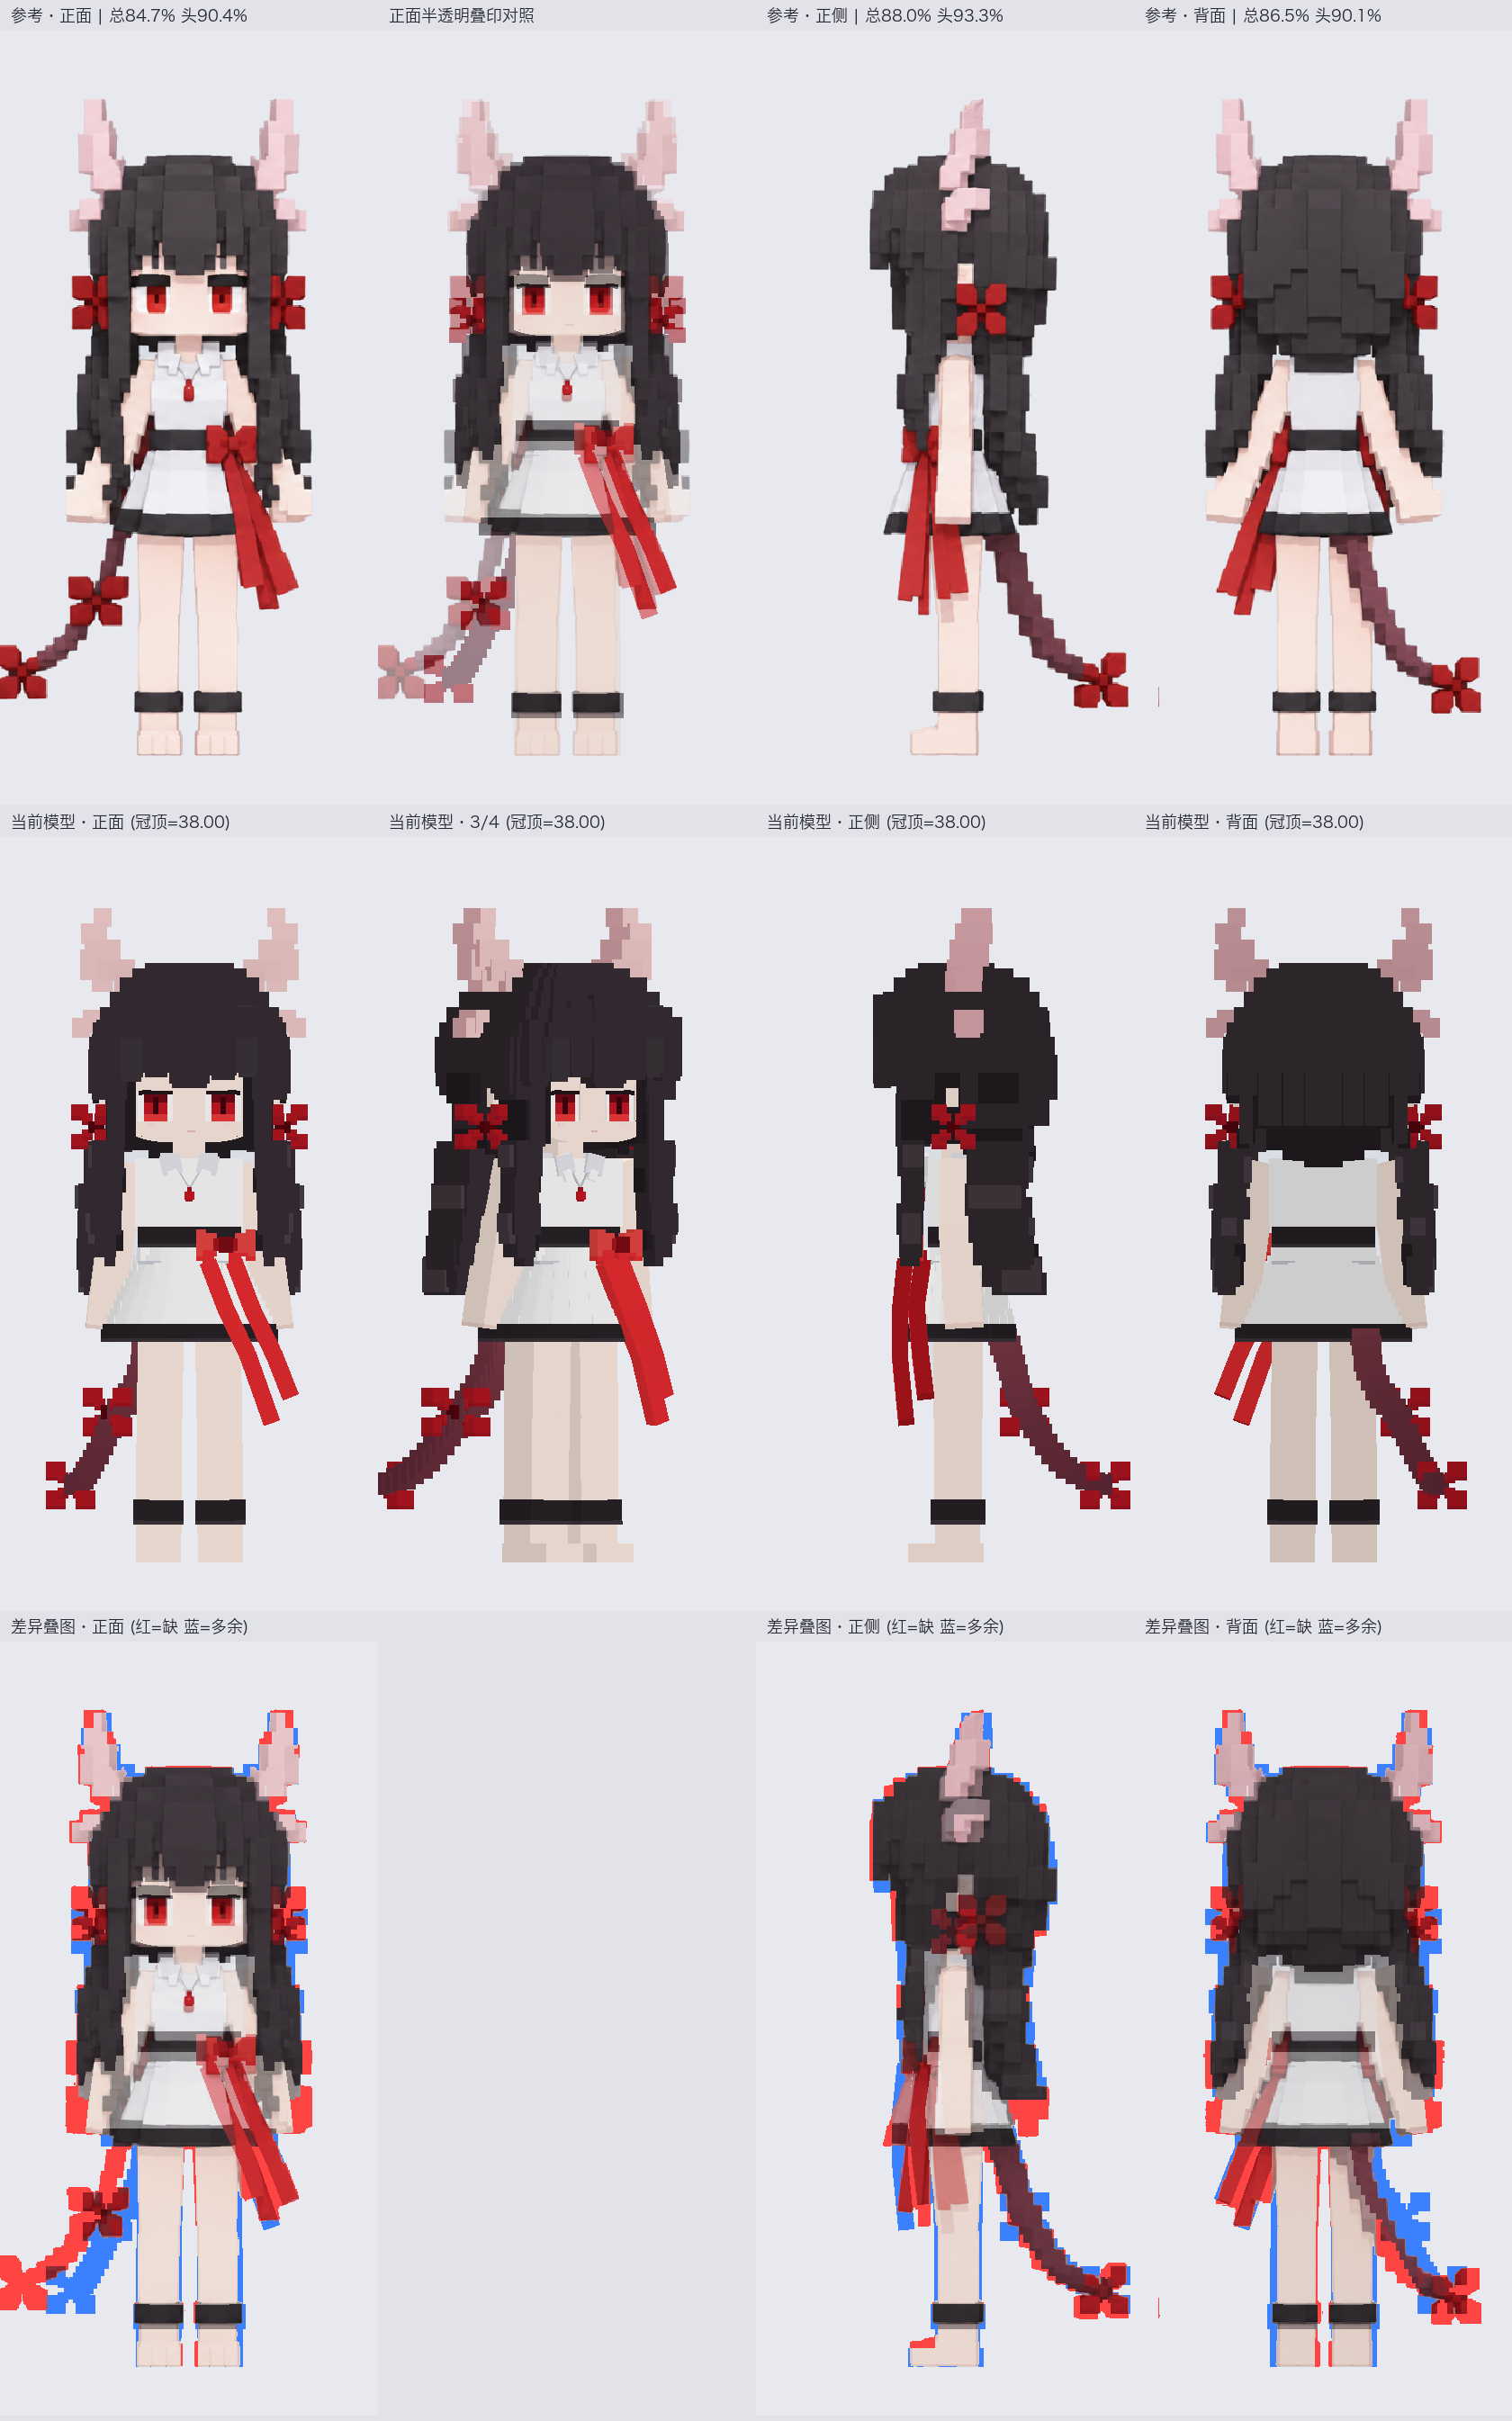 参考・正面 | 总84.7% 头90.4%
正面半透明叠印对照
参考・正侧 | 总88.0% 头93.3%
参考・背面 | 总86.5% 头90.1%
当前模型・正面 (冠顶=38.00)
当前模型・3/4 (冠顶=38.00)
当前模型・正侧 (冠顶=38.00)
当前模型・背面 (冠顶=38.00)
差异叠图・正面 (红=缺 蓝=多余)
差异叠图・正侧 (红=缺 蓝=多余)
差异叠图・背面 (红=缺 蓝=多余)